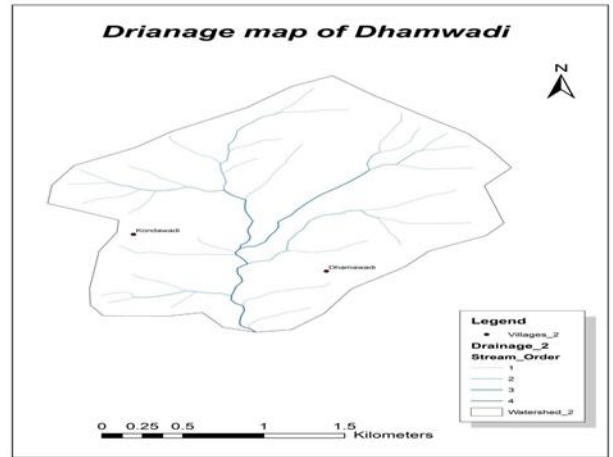 Drianage map of Dhamwadi
N
Kondawadi
Dhamawadi
Legend
Villages_2
Drainage_2
Stream_Order
1
2
3
4
Watershed_2
0 0.25 0.5 1 1.5
Kilometers